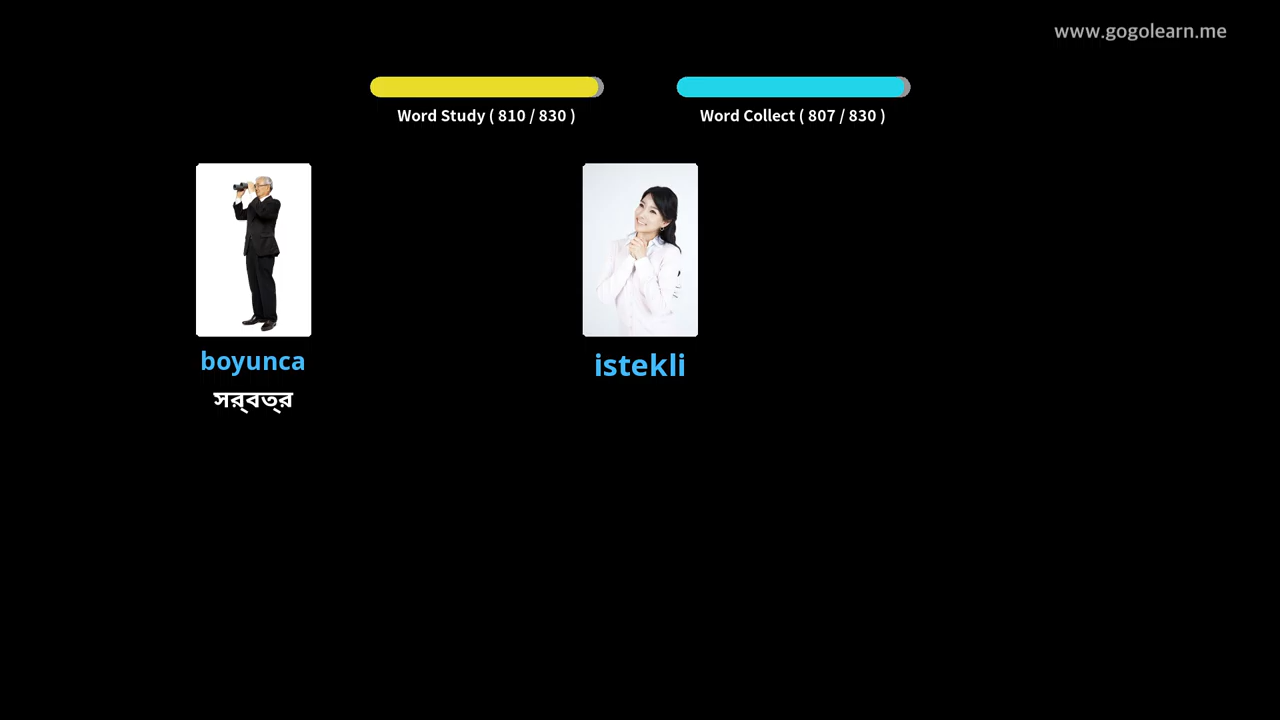 www.gogolearn.me
Word Study ( 810 / 830 )
Word Collect ( 807 / 830 )
boyunca
সর্বত্র
istekli